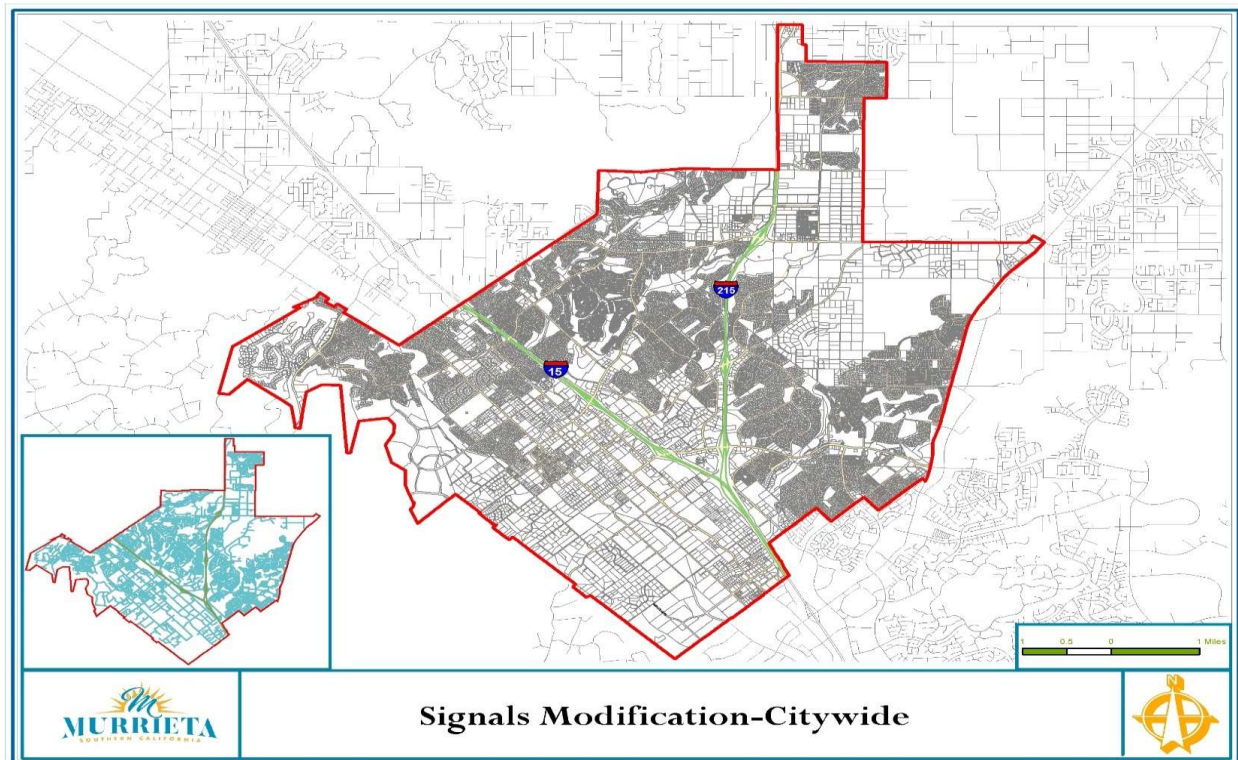 215
15
1 0.5 0 1 Miles
M
MURRIETA
SOUTHERN CALIFORNIA
Signals Modification-Citywide
N